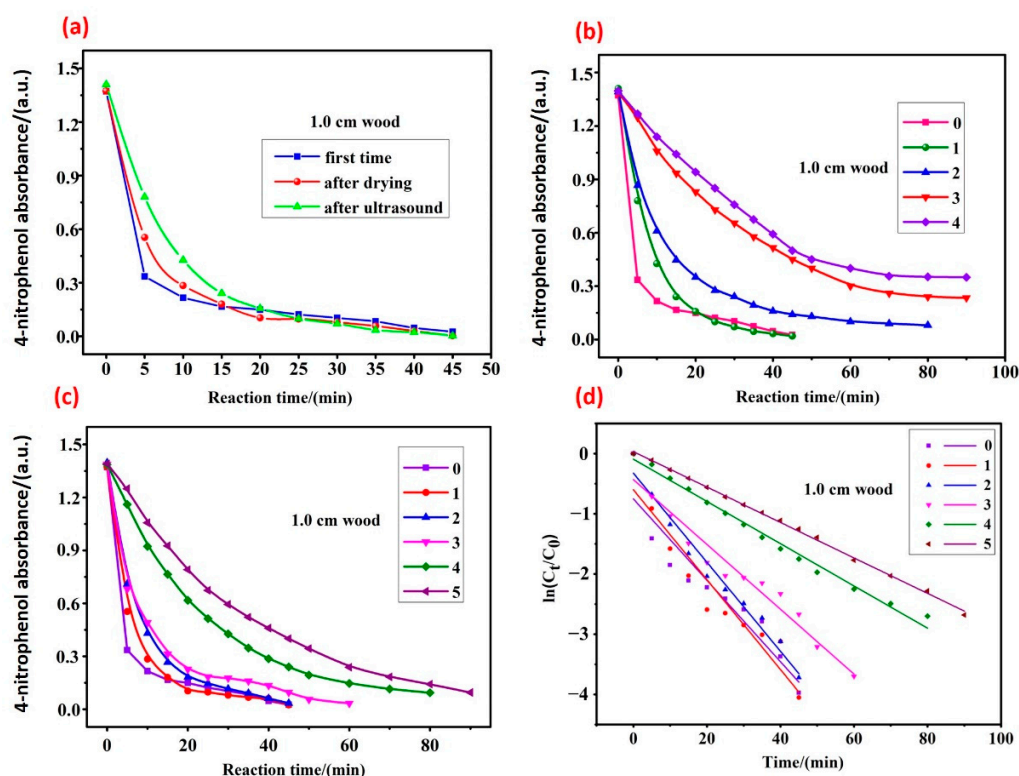 (a)
4-nitrophenol absorbance/(a.u.)
1.5
1.2
0.9
0.6
0.3
0.0
1.0 cm wood
first time
after drying
after ultrasound
0 5 10 15 20 25 30 35 40 45 50
Reaction time/(min)
(b)
4-nitrophenol absorbance/(a.u.)
1.5
1.2
0.9
0.6
0.3
0.0
1.0 cm wood
0
1
2
3
4
0 20 40 60 80 100
Reaction time/(min)
(c)
4-nitrophenol absorbance/(a.u.)
1.5
1.2
0.9
0.6
0.3
0.0
1.0 cm wood
0
1
2
3
4
5
0 20 40 60 80
Reaction time/(min)
(d)
ln(Ct/C0)
0
−1
−2
−3
−4
1.0 cm wood
0
1
2
3
4
5
0 20 40 60 80 100
Time/(min)